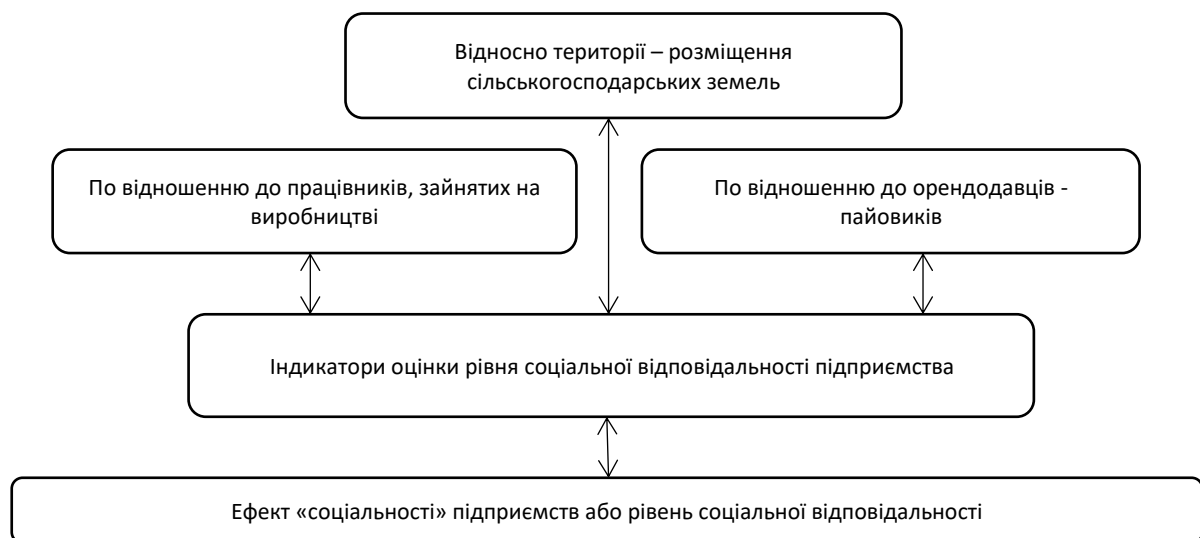 Відносно території – розміщення
сільськогосподарських земель
По відношенню до працівників, зайнятих на
виробництві
По відношенню до орендодавців -
пайовиків
Індикатори оцінки рівня соціальної відповідальності підприємства
Ефект «соціальності» підприємств або рівень соціальної відповідальності